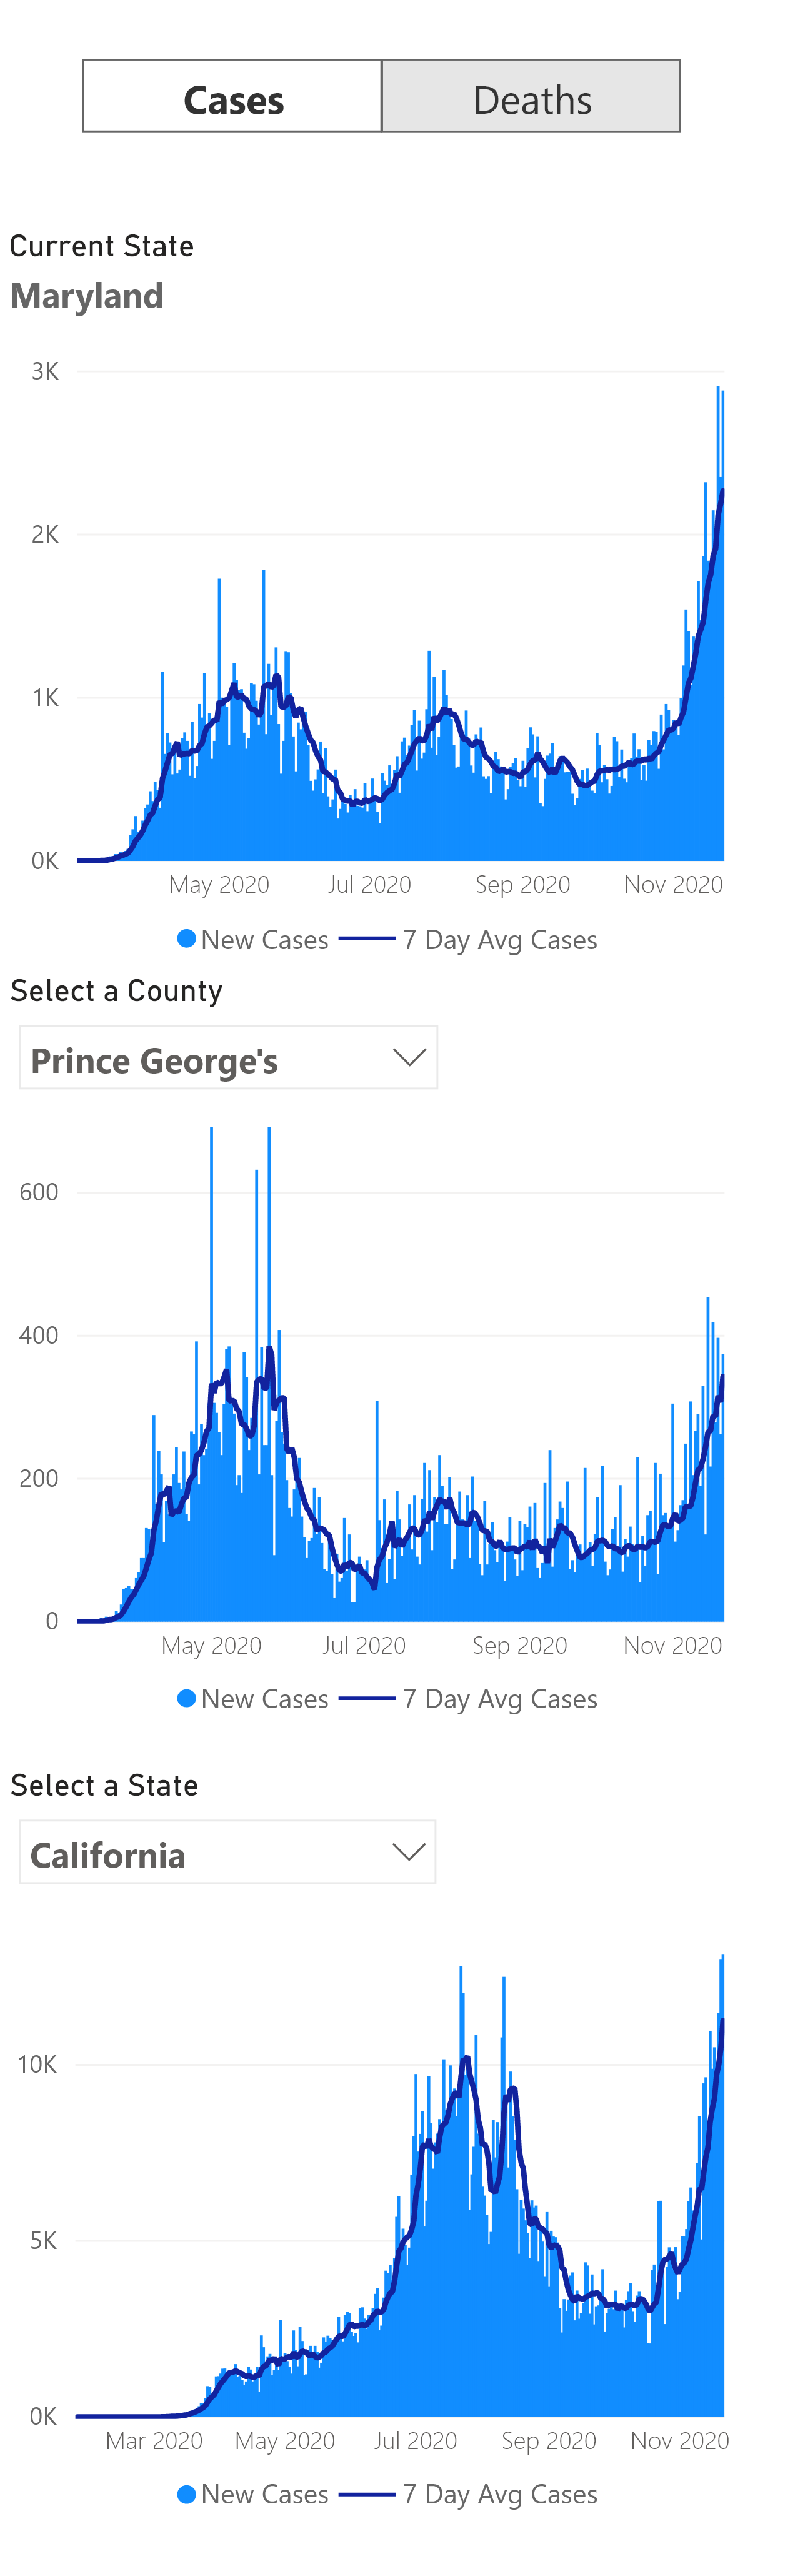 Cases Deaths
Current State
Maryland
3K
2K
1K
0K
May 2020 Jul 2020 Sep 2020 Nov 2020
New Cases 7 Day Avg Cases
Select a County
Prince George's
600
400
200
0
May 2020 Jul 2020 Sep 2020 Nov 2020
New Cases 7 Day Avg Cases
Select a State
California
10K
5K
0K
Mar 2020 May 2020 Jul 2020 Sep 2020 Nov 2020
New Cases 7 Day Avg Cases